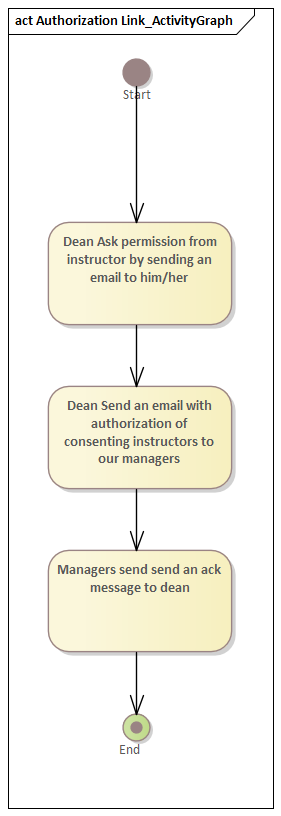 act Authorization Link_ActivityGraph
Start
Dean Ask permission from
instructor by sending an
email to him/her
Dean Send an email with
authorization of
consenting instructors to
our managers
Managers send send an ack
message to dean
End